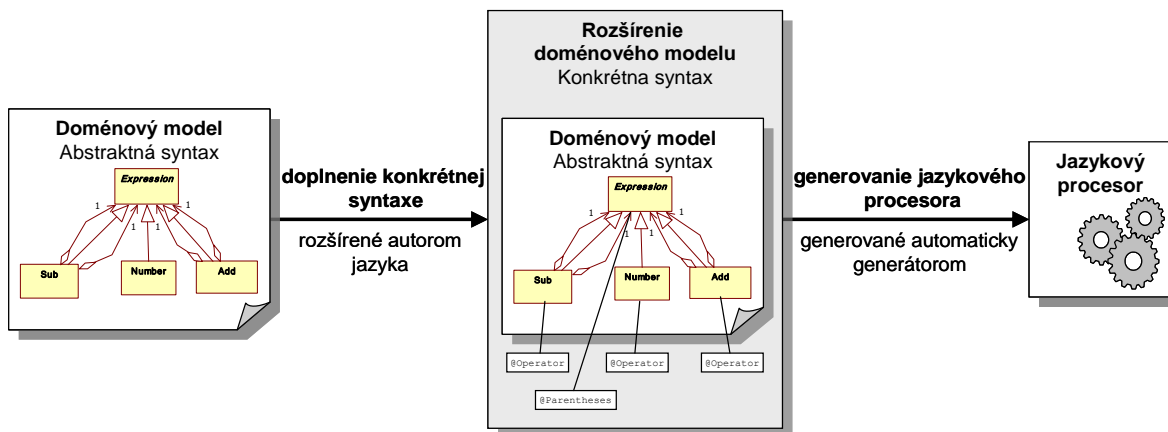 Doménový model
Abstraktná syntax
Expression
1
1
1
1
Sub
Number
Add
doplnenie konkrétnej
syntaxe
rozšírené autorom
jazyka
Rozšírenie
doménového modelu
Konkrétna syntax
Doménový model
Abstraktná syntax
Expression
1
1
1
1
Sub
Number
Add
@Operator
@Operator
@Operator
@Parentheses
generovanie jazykového
procesora
generované automaticky
generátorom
Jazykový
procesor